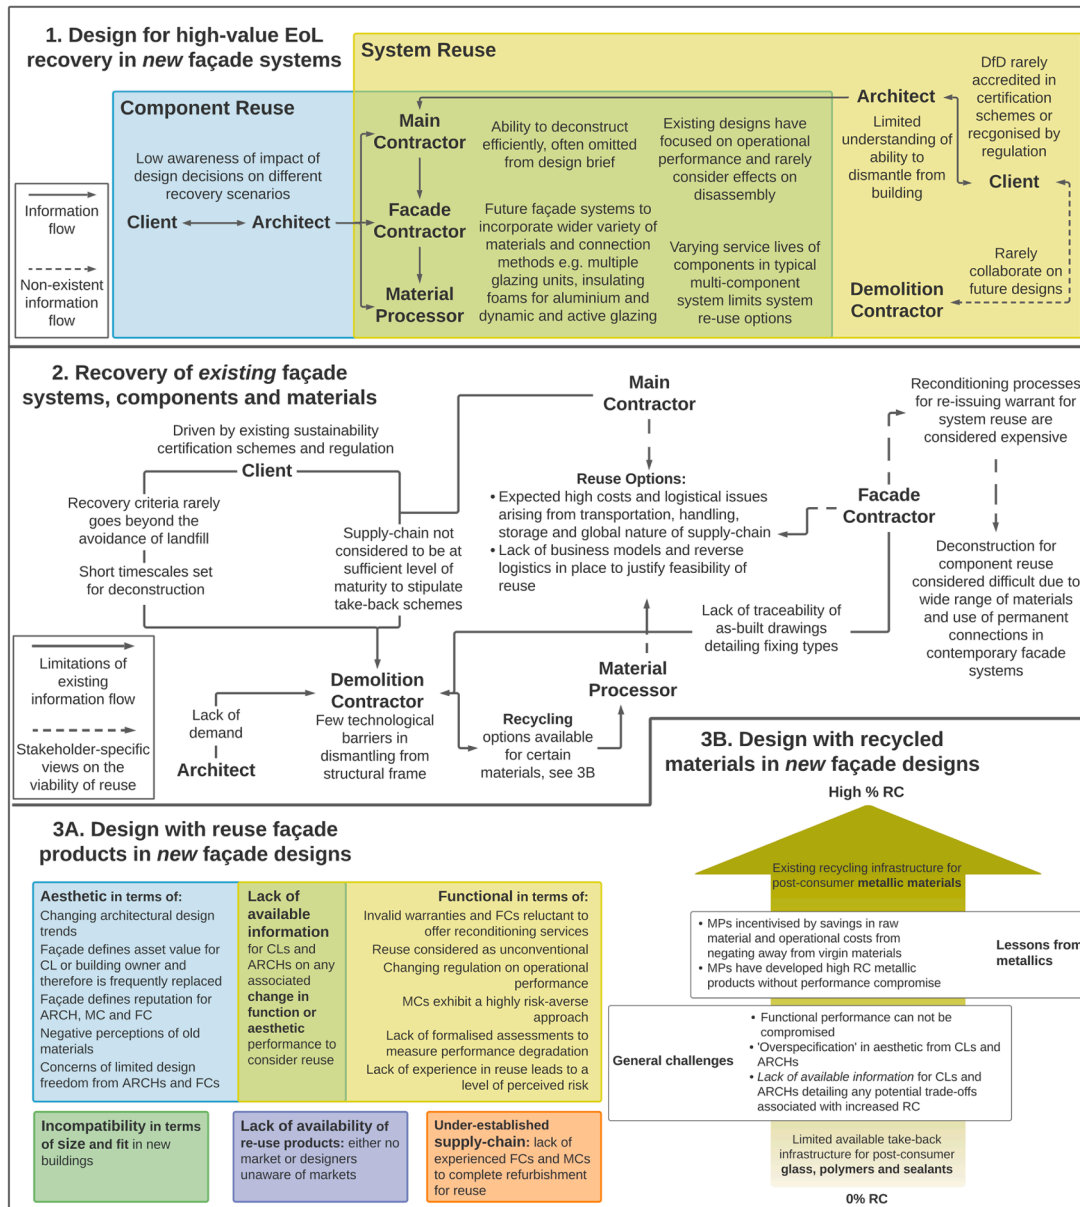 1. Design for high-value EoL
recovery in new façade systems
System Reuse
Component Reuse
Low awareness of impact of
design decisions on different
recovery scenarios
Client
Architect
Information
flow
Non-existent
information
flow
Main
Contractor
Facade
Contractor
Material
Processor
Ability to deconstruct
efficiently, often omitted
from design brief
Future façade systems to
incorporate wider variety of
materials and connection
methods e.g. multiple
glazing units, insulating
foams for aluminium and
dynamic and active glazing
Existing designs have
focused on operational
performance and rarely
consider effects on
disassembly
Varying service lives of
components in typical
multi-component
system limits system
re-use options
Architect
Limited
understanding of
ability to
dismantle from
building
DfD rarely
accredited in
certification
schemes or
recgonised by
regulation
Client
Rarely
collaborate on
future designs
Demolition
Contractor
2. Recovery of existing façade
systems, components and materials
Driven by existing sustainability
certification schemes and regulation
Client
Recovery criteria rarely
goes beyond the
avoidance of landfill
Short timescales set
for deconstruction
Supply-chain not
considered to be at
sufficient level of
maturity to stipulate
take-back schemes
Main
Contractor
Reuse Options:
• Expected high costs and logistical issues
arising from transportation, handling,
storage and global nature of supply-chain
• Lack of business models and reverse
logistics in place to justify feasibility of
reuse
Reconditioning processes
for re-issuing warrant for
system reuse are
considered expensive
Facade
Contractor
Deconstruction for
component reuse
considered difficult due to
wide range of materials
and use of permanent
connections in
contemporary facade
systems
Lack of traceability of
as-built drawings
detailing fixing types
Limitations of
existing
information flow
Stakeholder-specific
views on the
viability of reuse
Lack of
demand
Architect
Demolition
Contractor
Few technological
barriers in
dismantling from
structural frame
Recycling
options available
for certain
materials, see 3B
Material
Processor
3B. Design with recycled
materials in new façade designs
High % RC
Existing recycling infrastructure for
post-consumer metallic materials
• MPs incentivised by savings in raw
material and operational costs from
negating away from virgin materials
• MPs have developed high RC metallic
products without performance compromise
Lessons from
metallics
General challenges
• Functional performance can not be
compromised
• 'Overspecification' in aesthetic from CLs and
ARCHs
• Lack of available information for CLs and
ARCHs detailing any potential trade-offs
associated with increased RC
Limited available take-back
infrastructure for post-consumer
glass, polymers and sealants
0% RC
3A. Design with reuse façade
products in new façade designs
Aesthetic in terms of:
Changing architectural design
trends
Façade defines asset value for
CL or building owner and
therefore is frequently replaced
Façade defines reputation for
ARCH, MC and FC
Negative perceptions of old
materials
Concerns of limited design
freedom from ARCHs and FCs
Lack of
available
information
for CLs and
ARCHs on any
associated
change in
function or
aesthetic
performance to
consider reuse
Functional in terms of:
Invalid warranties and FCs reluctant to
offer reconditioning services
Reuse considered as unconventional
Changing regulation on operational
performance
MCs exhibit a highly risk-averse
approach
Lack of formalised assessments to
measure performance degradation
Lack of experience in reuse leads to a
level of perceived risk
Incompatibility in terms
of size and fit in new
buildings
Lack of availability of
re-use products: either no
market or designers
unaware of markets
Under-established
supply-chain: lack of
experienced FCs and MCs
to complete refurbishment
for reuse